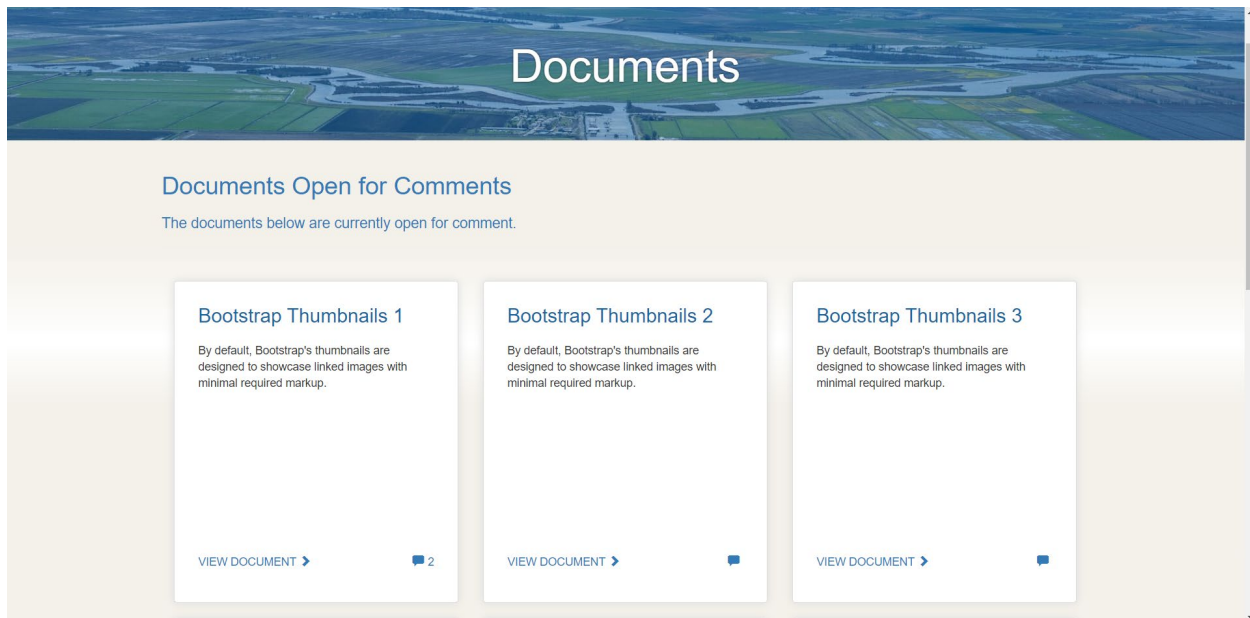 Documents
Documents Open for Comments
The documents below are currently open for comment.
Bootstrap Thumbnails 1
By default, Bootstrap's thumbnails are
designed to showcase linked images with
minimal required markup.
VIEW DOCUMENT
2
Bootstrap Thumbnails 2
By default, Bootstrap's thumbnails are
designed to showcase linked images with
minimal required markup.
VIEW DOCUMENT
Bootstrap Thumbnails 3
By default, Bootstrap's thumbnails are
designed to showcase linked images with
minimal required markup.
VIEW DOCUMENT